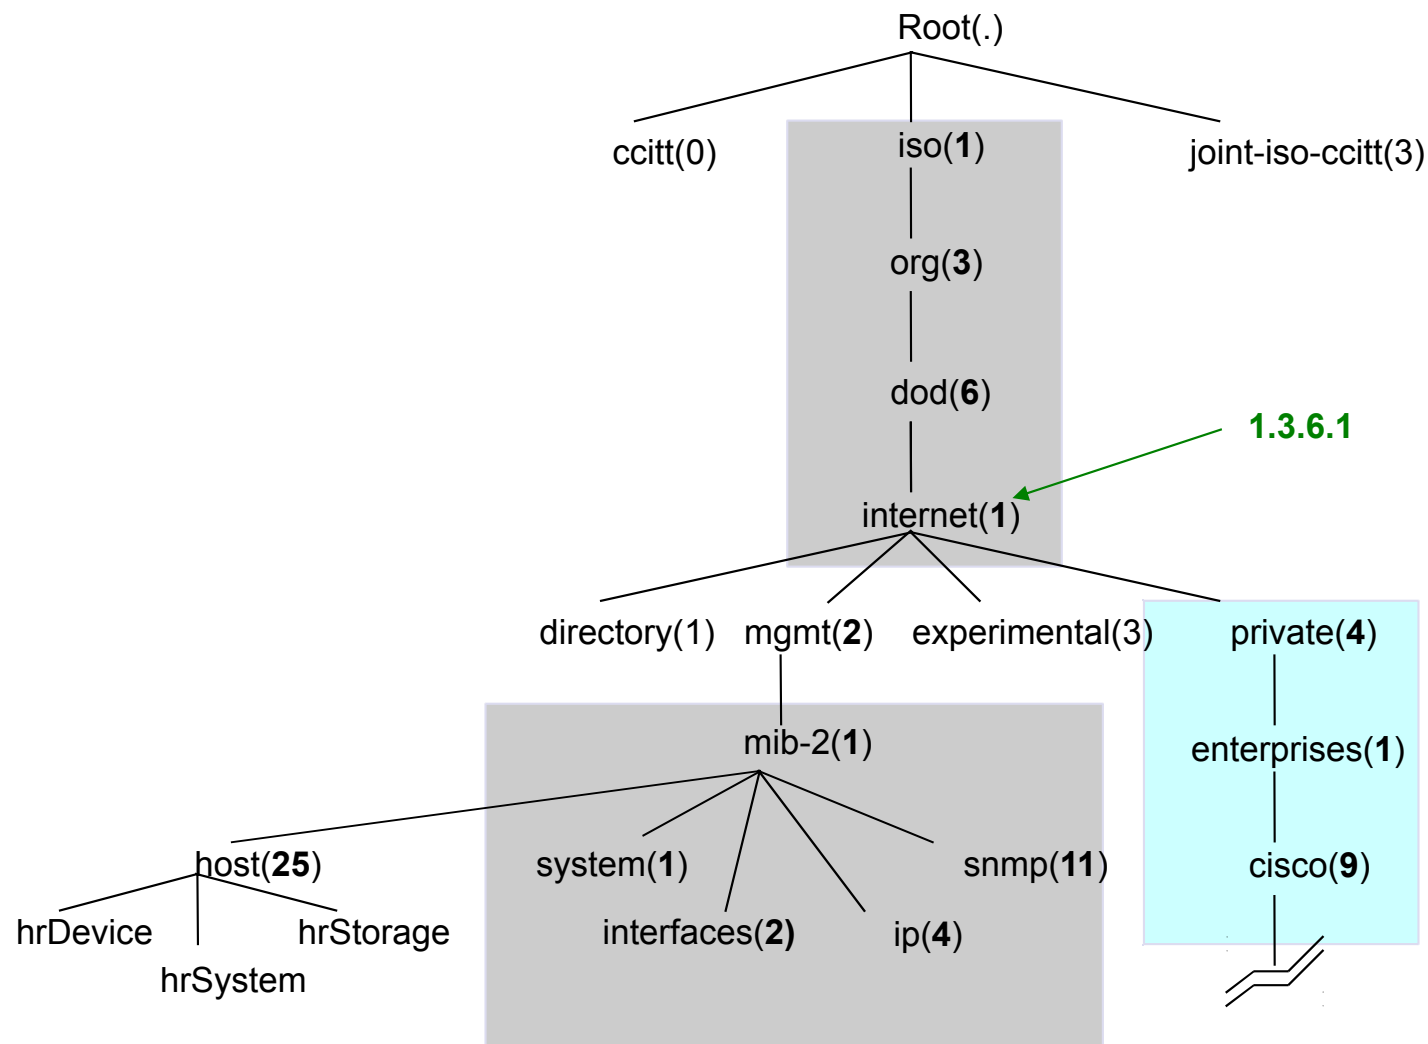 Root(.)
ccitt(0)
iso(1)
joint-iso-ccitt(3)
org(3)
dod(6)
1.3.6.1
internet(1)
directory(1)
mgmt(2)
experimental(3)
private(4)
mib-2(1)
enterprises(1)
host(25)
system(1)
snmp(11)
cisco(9)
hrDevice
hrStorage
interfaces(2)
ip(4)
hrSystem